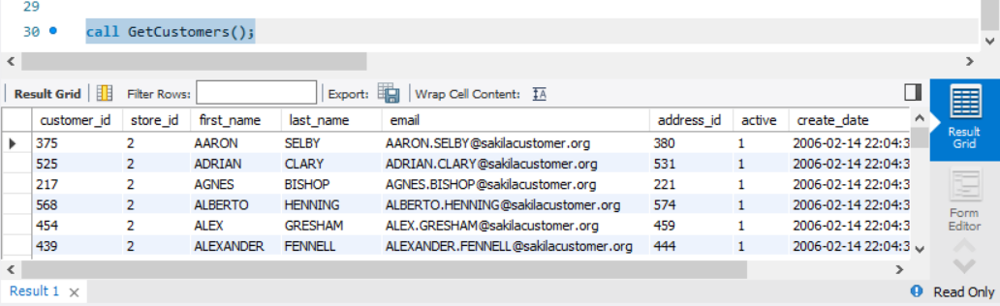 29
30 call GetCustomers();
Result Grid Filter Rows: Export: Wrap Cell Content: IA
customer_id store_id first_name last_name email address_id active create_date
375 2 AARON SELBY AARON.SELBY@sakilacustomer.org 380 1 2006-02-14 22:04:3
525 2 ADRIAN CLARY ADRIAN.CLARY@sakilacustomer.org 531 1 2006-02-14 22:04:3
217 2 AGNES BISHOP AGNES.BISHOP@sakilacustomer.org 221 1 2006-02-14 22:04:3
568 2 ALBERTO HENNING ALBERTO.HENNING@sakilacustomer.org 574 1 2006-02-14 22:04:3
454 2 ALEX GRESHAM ALEX.GRESHAM@sakilacustomer.org 459 1 2006-02-14 22:04:3
439 2 ALEXANDER FENNELL ALEXANDER.FENNELL@sakilacustomer.org 444 1 2006-02-14 22:04:3
Result
Grid
Form
Editor
Result 1
Read Only